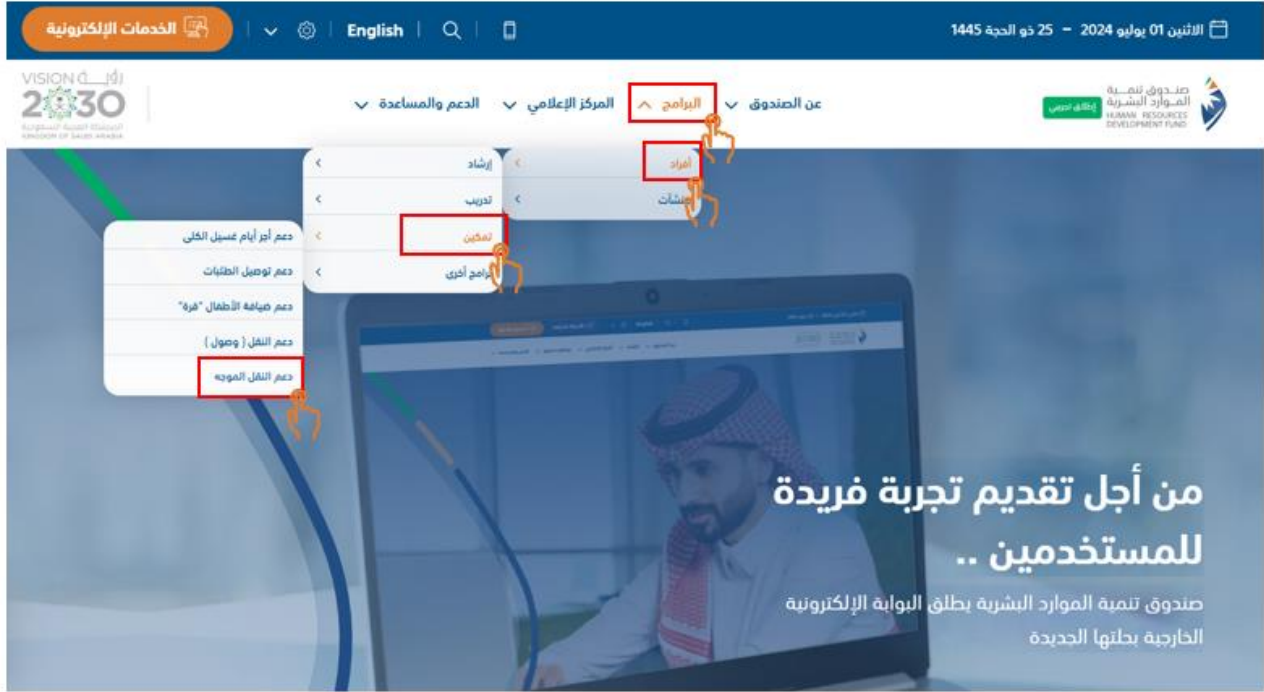 الاثنين 01 يوليو 2024 – 25 ذو الحجة 1445
English
الخدمات الإلكترونية
صندوق تنمية
الموارد البشرية
HUMAN RESOURCES
DEVELOPMENT FUND
إطلاق تجريبي
عن الصندوق
البرامج
المركز الإعلامي
الدعم والمساعدة
VISION رؤية
2030
المملكة العربية السعودية
KINGDOM OF SAUDI ARABIA
أفراد
منشآت
إرشاد
تدريب
تمكين
برامج أخرى
دعم أجر أيام غسيل الكلى
دعم توصيل الطلبات
دعم ضيافة الأطفال "قرة"
دعم النقل ( وصول )
دعم النقل الموجه
من أجل تقديم تجربة فريدة
للمستخدمين ..
صندوق تنمية الموارد البشرية يطلق البوابة الإلكترونية
الخارجية بحلتها الجديدة